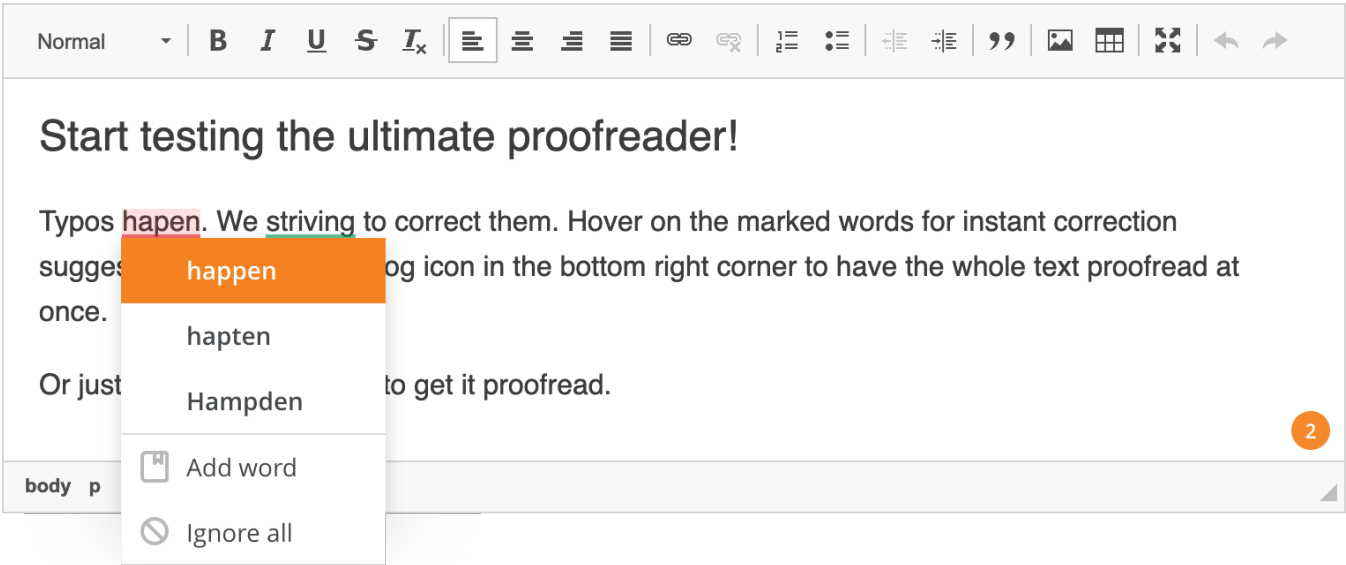 Normal B I U S Tx
Start testing the ultimate proofreader!
Typos hapen. We striving to correct them. Hover on the marked words for instant correction
happen
og icon in the bottom right corner to have the whole text proofread at
once.
hapten
Or just
to get it proofread.
Hampden
2
Add word
body p
Ignore all